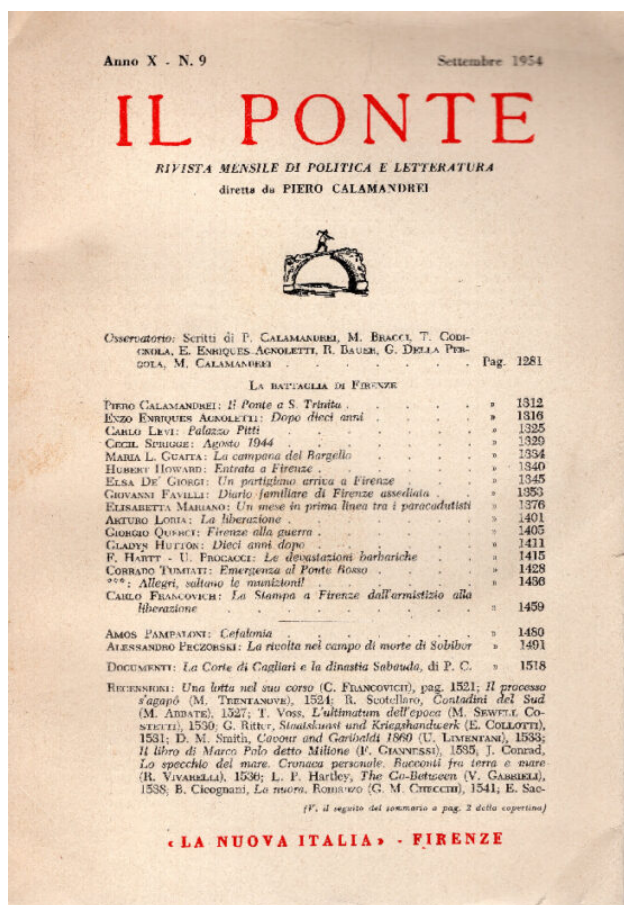 Anno X - N. 9 Settembre 1954
IL PONTE
RIVISTA MENSILE DI POLITICA E LETTERATURA
diretta da PIERO CALAMANDREI
Osservatorio: Scritti di P. CALAMANDREI, M. BRACCI, T. CODI-
GNOLA, E. ENRIQUES AGNOLETTI, R. BAUER, G. DELLA PER-
GOLA, M. CALAMANDREI . . . . . . . Pag. 1281
LA BATTAGLIA DI FIRENZE
PIERO CALAMANDREI: Il Ponte a S. Trinita . . . . . . » 1312
ENZO ENRIQUES AGNOLETTI: Dopo dieci anni . . . . . » 1316
CARLO LEVI: Palazzo Pitti . . . . . . . » 1325
CECIL SPRIGGE: Agosto 1944 . . . . . . . » 1329
MARIA L. GUAITA: La campana del Bargello . . . . . » 1334
HUBERT HOWARD: Entrata a Firenze . . . . . . » 1340
ELSA DE' GIORGI: Un partigiano arriva a Firenze . . . . » 1345
GIOVANNI FAVILLI: Diario familiare di Firenze assediata . . . » 1353
ELISABETTA MARIANO: Un mese in prima linea tra i paracadutisti » 1376
ARTURO LORIA: La liberazione . . . . . . . » 1401
GIORGIO QUERCI: Firenze alla guerra . . . . . . » 1405
GLADYS HUTTON: Dieci anni dopo . . . . . . » 1411
F. HARTT - U. PROCACCI: Le devastazioni barbariche . . . » 1415
CORRADO TUMIATI: Emergenza al Ponte Rosso . . . . . » 1428
***: Allegri, saltano le munizioni! . . . . . . » 1436
CARLO FRANCOVICH: La Stampa a Firenze dall'armistizio alla
liberazione . . . . . . . . » 1459
AMOS PAMPALONI: Cefalonia . . . . . . . » 1480
ALESSANDRO PECZORSKI: La rivolta nel campo di morte di Sobibor » 1491
DOCUMENTI: La Corte di Cagliari e la dinastia Sabauda, di P. C. » 1518
RECENSIONI: Una lotta nel suo corso (C. FRANCOVICH), pag. 1521; Il processo
s'agapò (M. TRENTANOVE), 1524; R. Scotellaro, Contadini del Sud
(M. ABBATE), 1527; T. Voss, L'ultimatum dell'epoca (M. SEWELL CO-
STETTI), 1530; G. Ritter, Staatskunst und Kriegshandwerk (E. COLLOTTI),
1531; D. M. Smith, Cavour and Garibaldi 1860 (U. LIMENTANI), 1533;
Il libro di Marco Polo detto Milione (F. GIANNESSI), 1535; J. Conrad,
Lo specchio del mare. Cronaca personale. Racconti fra terra e mare
(R. VIVARELLI), 1536; L. P. Hartley, The Go-Between (V. GABRIELI),
1538; B. Cicognani, La nuora. Romanzo (G. M. CHECCHI), 1541; E. Sac-
(V. il seguito del sommario a pag. 2 della copertina)
« LA NUOVA ITALIA » - FIRENZE